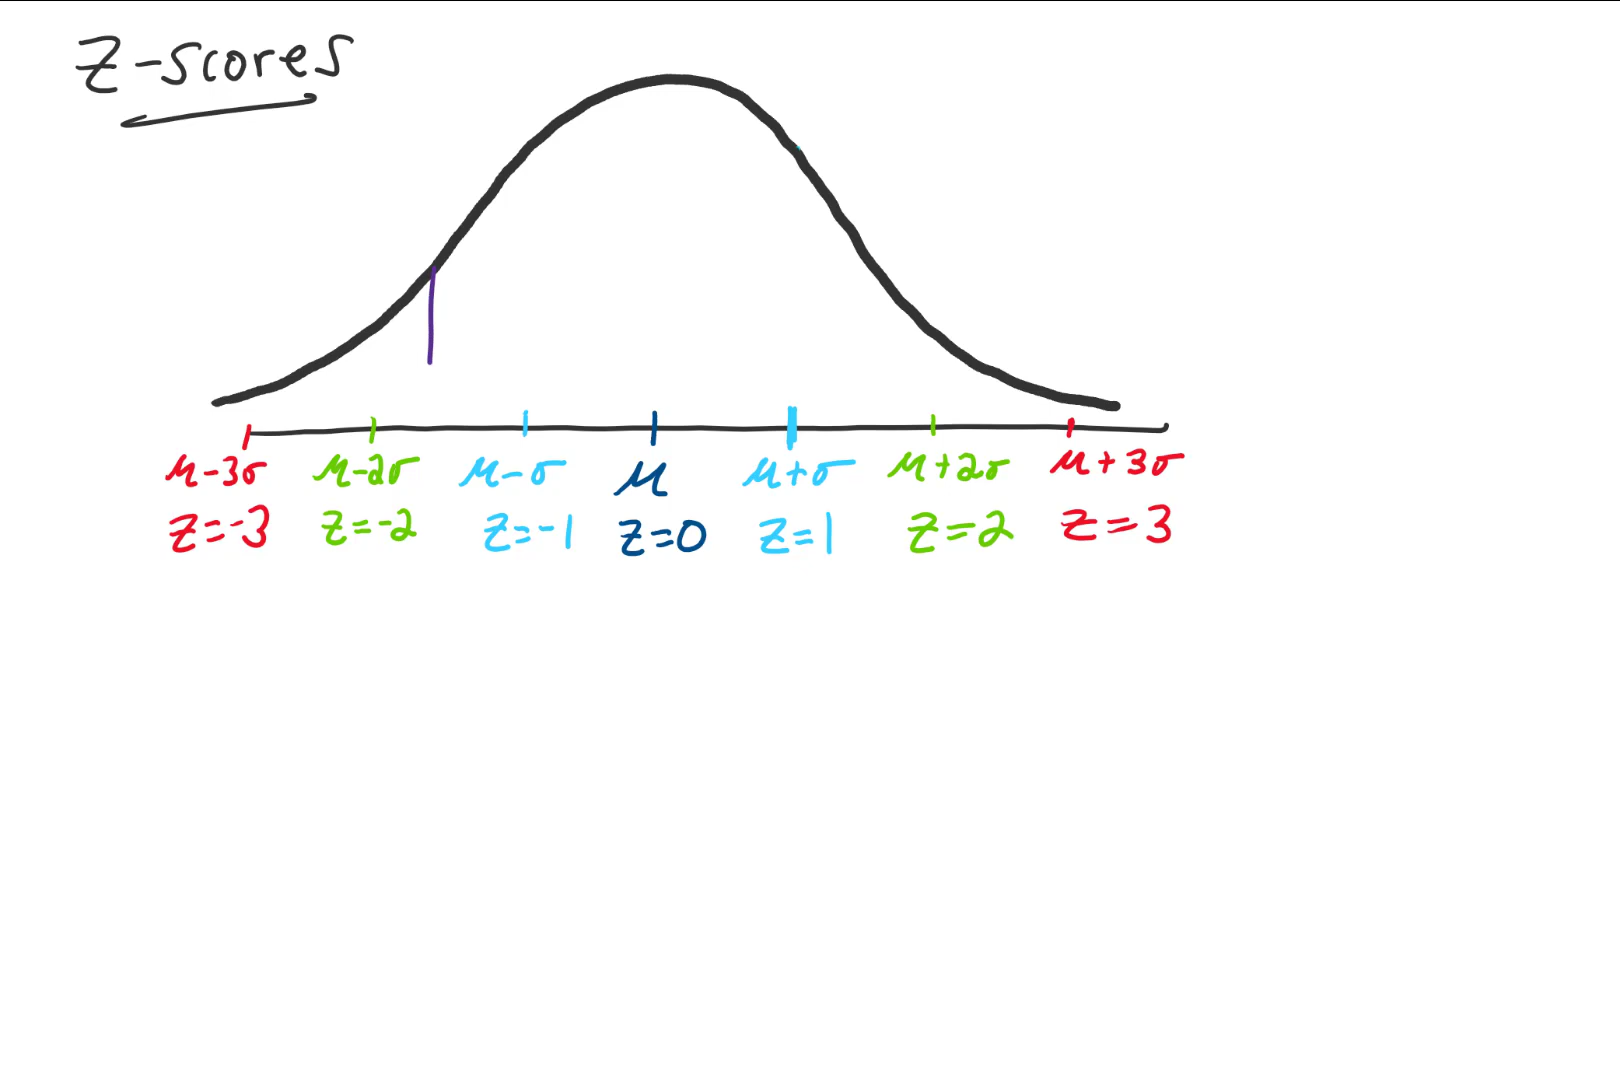 Z-scores
μ-3σ μ-2σ μ-σ μ μ+σ μ+2σ μ+3σ
Z=-3 Z=-2 Z=-1 Z=0 Z=1 Z=2 Z=3